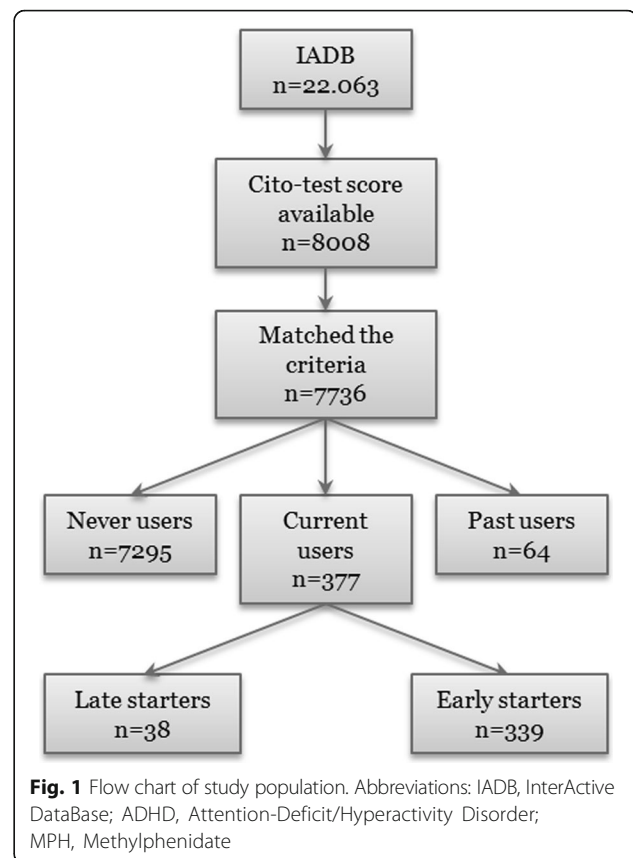 IADB
n=22.063
Cito-test score
available
n=8008
Matched the
criteria
n=7736
Never users
n=7295
Current
users
n=377
Past users
n=64
Late starters
n=38
Early starters
n=339
Fig. 1 Flow chart of study population. Abbreviations: IADB, InterActive
DataBase; ADHD, Attention-Deficit/Hyperactivity Disorder;
MPH, Methylphenidate